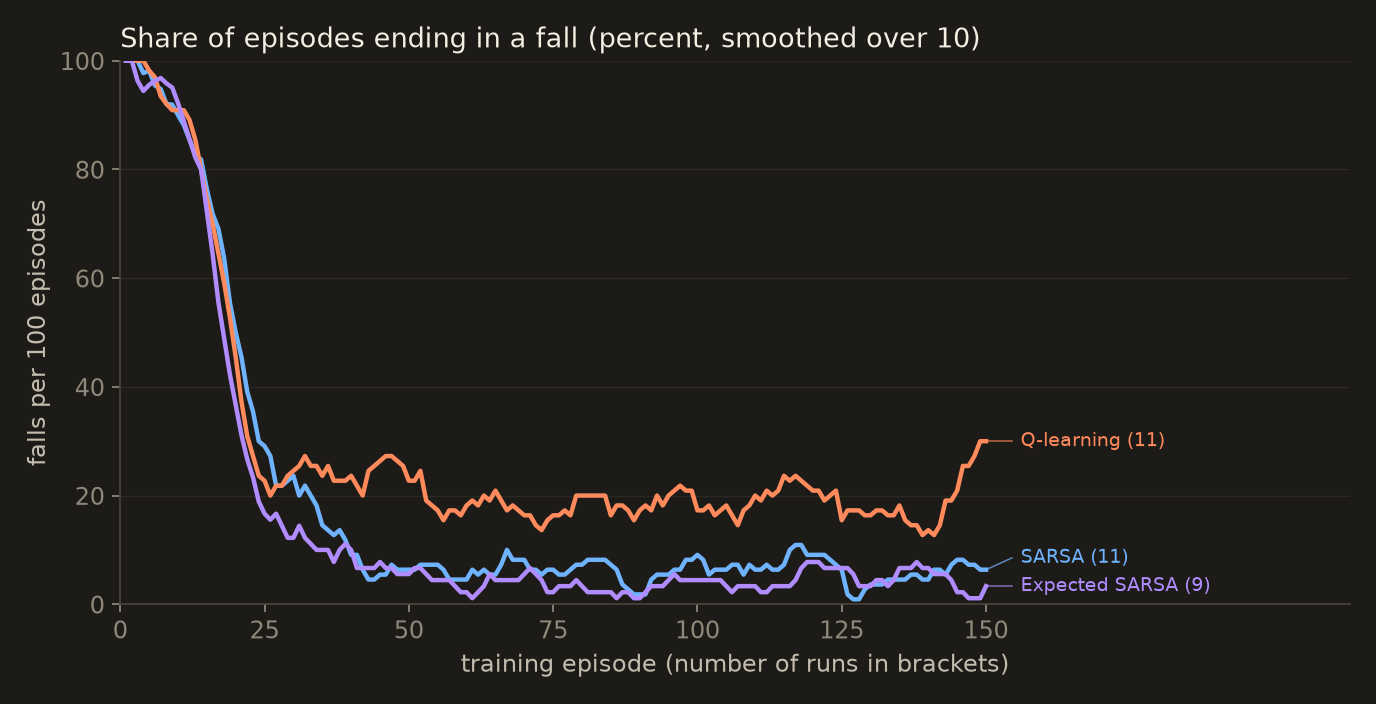 Share of episodes ending in a fall (percent, smoothed over 10)
falls per 100 episodes
100
80
60
40
20
0
Q-learning (11)
SARSA (11)
Expected SARSA (9)
0 25 50 75 100 125 150
training episode (number of runs in brackets)